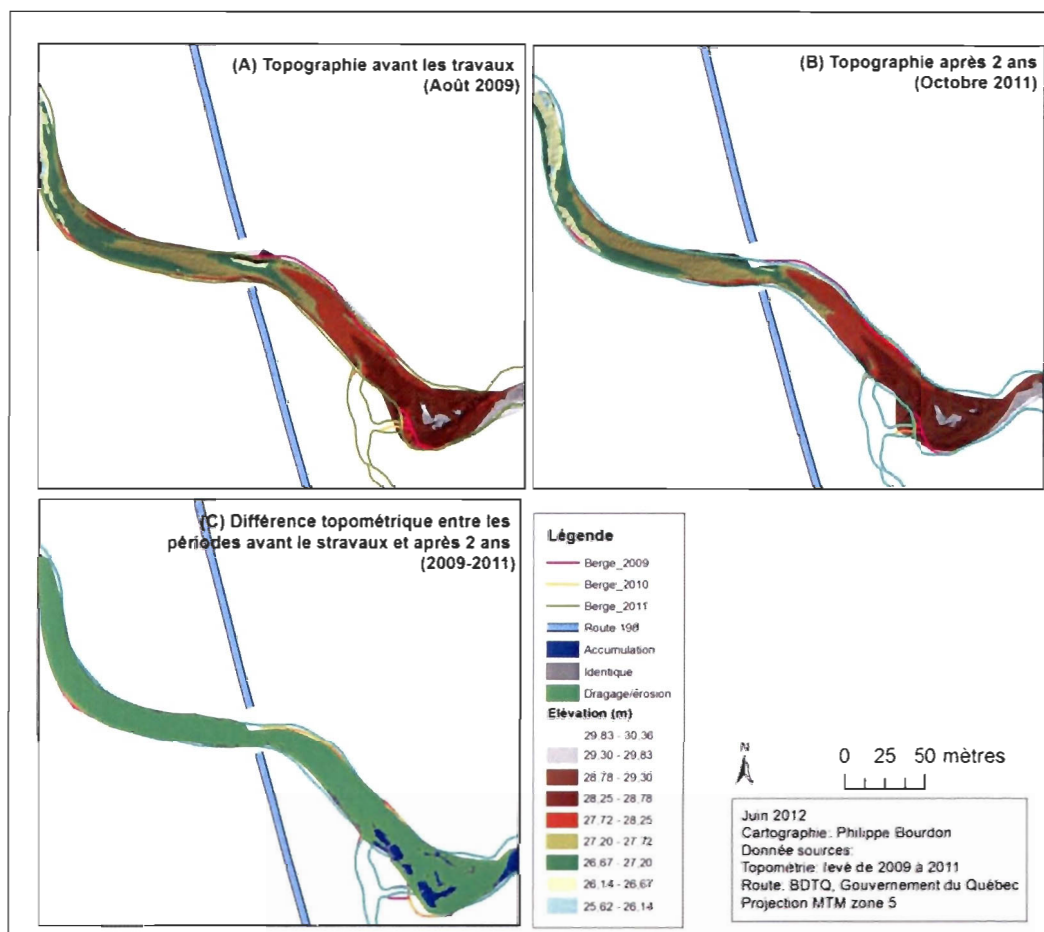 (A) Topographie avant les travaux
(Août 2009)
(B) Topographie après 2 ans
(Octobre 2011)
(C) Différence topométrique entre les
périodes avant le stravaux et après 2 ans
(2009-2011)
Légende
Berge_2009
Berge_2010
Berge_2011
Route 198
Accumulation
Identique
Dragage/érosion
Elévation (m)
29.83 - 30.36
29.30 - 29.83
28.78 - 29.30
28.25 - 28.78
27.72 - 28.25
27.20 - 27.72
26.67 - 27.20
26.14 - 26.67
25.62 - 26.14
N
0 25 50 mètres
Juin 2012
Cartographie: Philippe Bourdon
Donnée sources:
Topométrie: levé de 2009 à 2011
Route: BDTQ, Gouvernement du Québec
Projection MTM zone 5